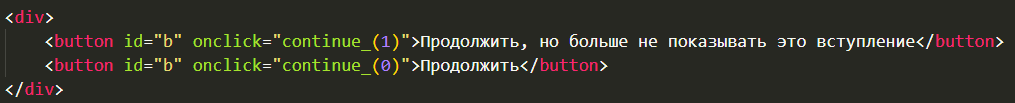 <div>
<button id="b" onclick="continue_(1)">Продолжить, но больше не показывать это вступление</button>
<button id="b" onclick="continue_(0)">Продолжить</button>
</div>